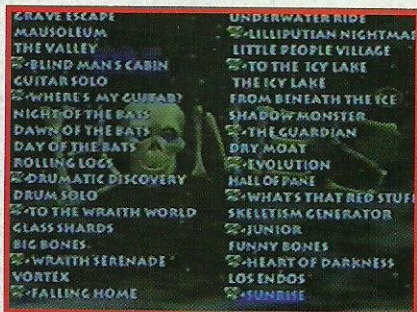 GRAVE ESCAPE
MAUSOLEUM
THE VALLEY
BLIND MAN'S CABIN
GUITAR SOLO
WHERE'S MY GUITAR?
NIGHT OF THE BATS
DAWN OF THE BATS
DAY OF THE BATS
ROLLING LOGS
DRUMATIC DISCOVERY
DRUM SOLO
TO THE WRAITH WORLD
GLASS SHARDS
BIG BONES
WRAITH SERENADE
VORTEX
FALLING HOME
UNDERWATER RIDE
LILLIPUTIAN NIGHTMA
LITTLE PEOPLE VILLAGE
TO THE ICY LAKE
THE ICY LAKE
FROM BENEATH THE ICE
SHADOW MONSTER
THE GUARDIAN
DRY MOAT
EVOLUTION
HALL OF PANE
WHAT'S THAT RED STUFF
SKELETISM GENERATOR
JUNIOR
FUNNY BONES
HEART OF DARKNESS
LOS ENDOS
SUNRISE